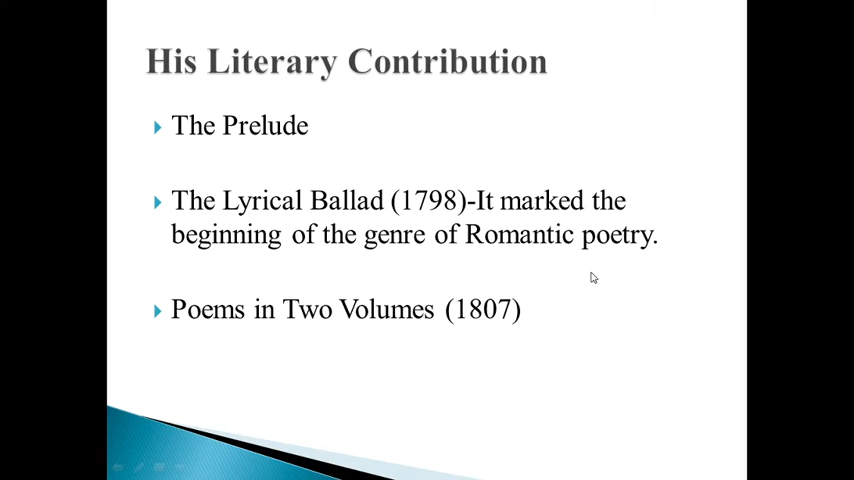 His Literary Contribution
The Prelude
The Lyrical Ballad (1798)-It marked the
beginning of the genre of Romantic poetry.
Poems in Two Volumes (1807)